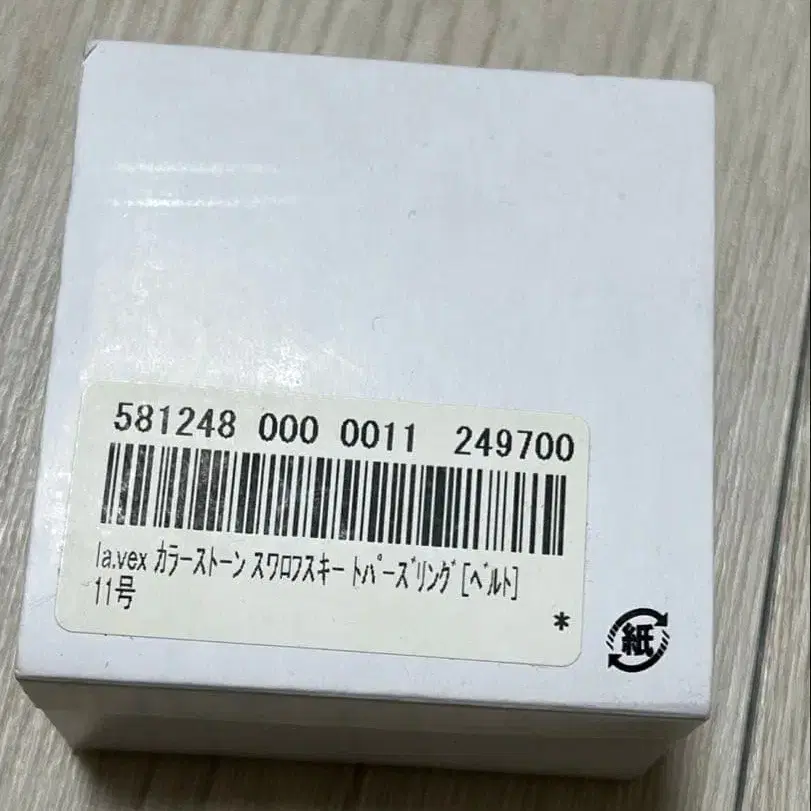 581248 000 0011 249700
la.vex ｶﾗｰｽﾄｰﾝ ｽﾜﾛﾌｽｷｰ ﾄﾊﾟｰｽﾞﾘﾝｸﾞ[ﾍﾞﾙﾄ]
11号
*
紙